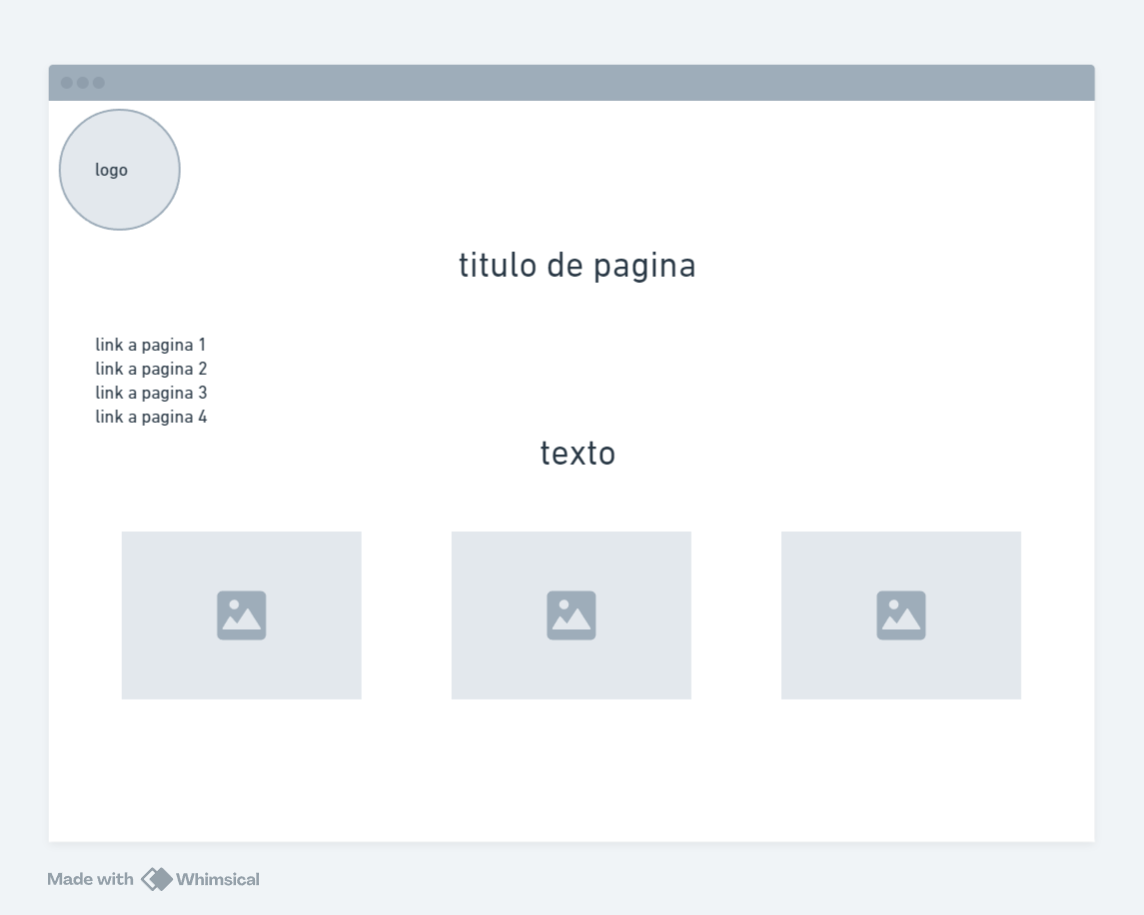 logo
titulo de pagina
link a pagina 1
link a pagina 2
link a pagina 3
link a pagina 4
texto
Made with Whimsical